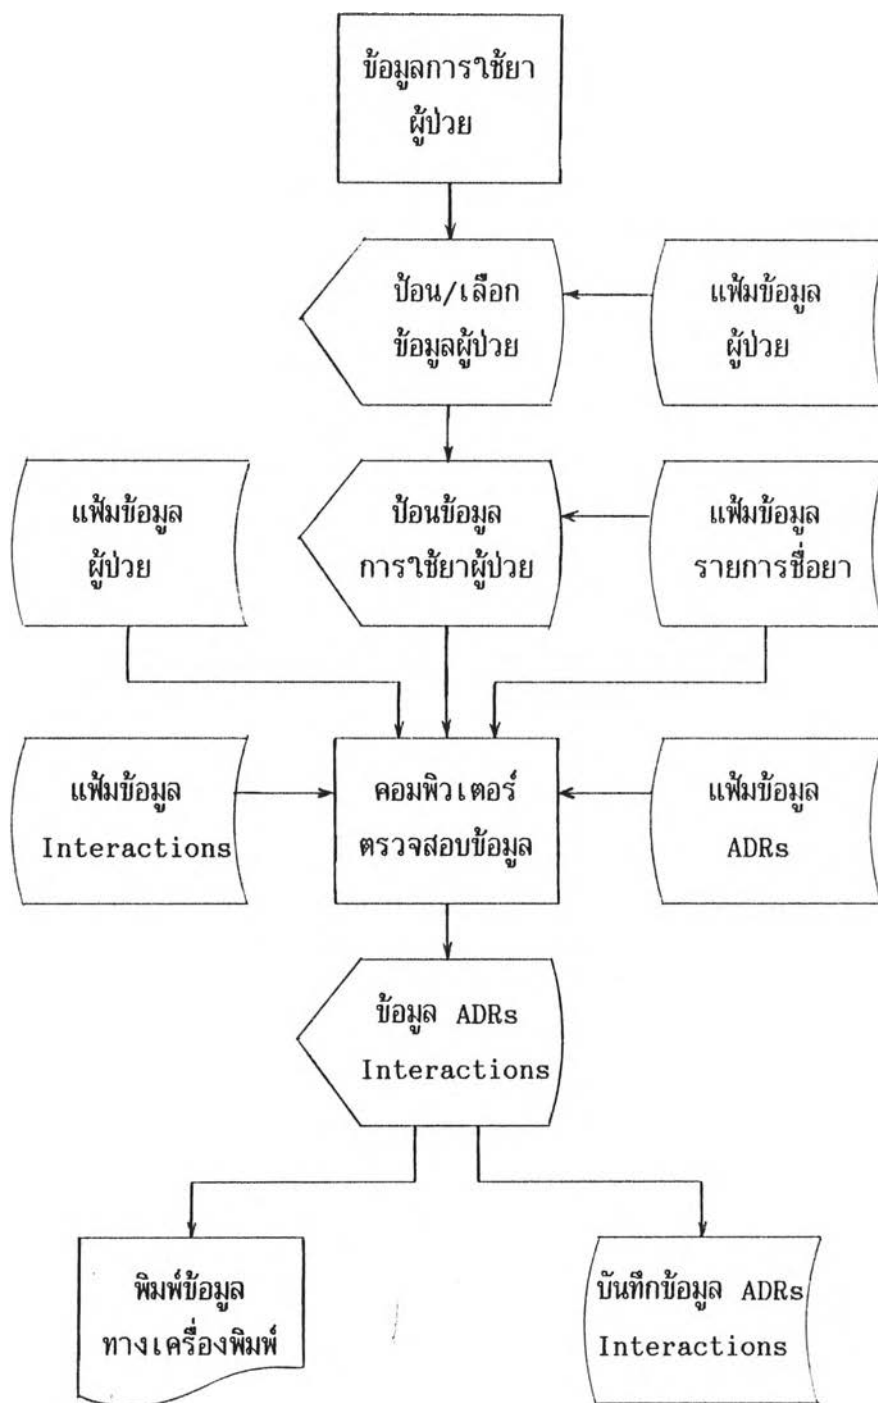 ข้อมูลการใช้ยา
ผู้ป่วย
ป้อน/เลือก
ข้อมูลผู้ป่วย
แฟ้มข้อมูล
ผู้ป่วย
แฟ้มข้อมูล
ผู้ป่วย
ป้อนข้อมูล
การใช้ยาผู้ป่วย
แฟ้มข้อมูล
รายการชื่อยา
แฟ้มข้อมูล
Interactions
คอมพิวเตอร์
ตรวจสอบข้อมูล
แฟ้มข้อมูล
ADRs
ข้อมูล ADRs
Interactions
พิมพ์ข้อมูล
ทางเครื่องพิมพ์
บันทึกข้อมูล ADRs
Interactions